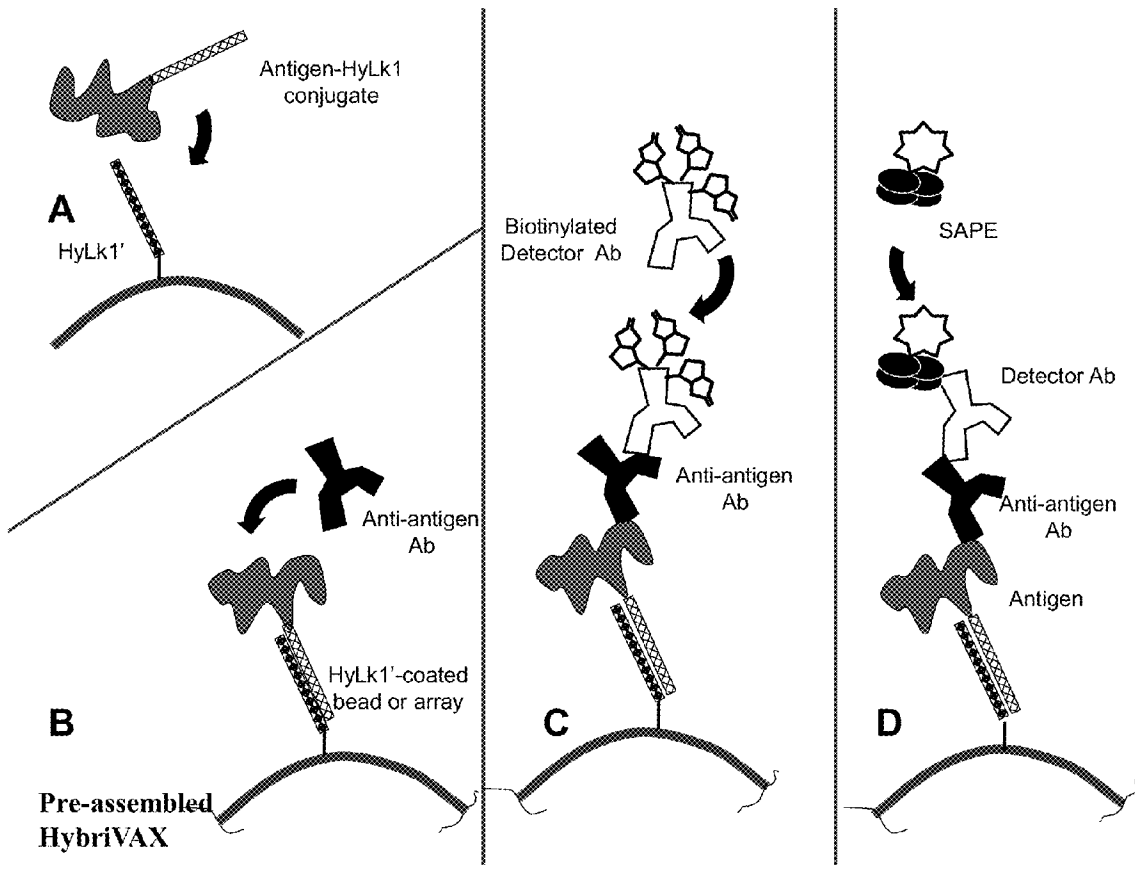 Antigen-HyLk1
conjugate
A
HyLk1’
Anti-antigen
Ab
HyLk1’-coated
bead or array
B
Pre-assembled
HybriVAX
Biotinylated
Detector Ab
Anti-antigen
Ab
C
SAPE
Detector Ab
Anti-antigen
Ab
Antigen
D